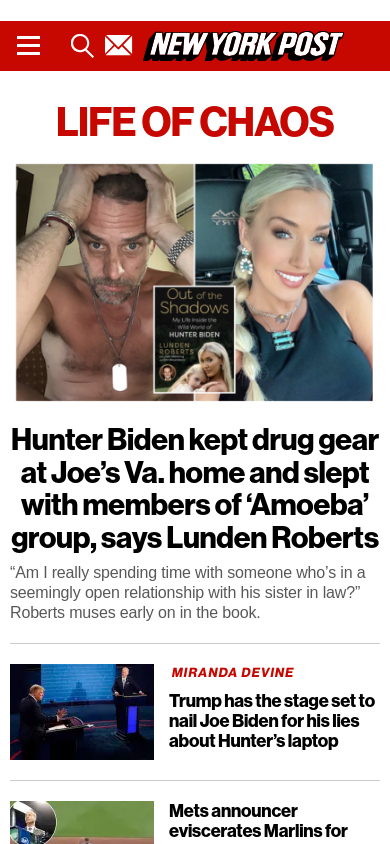 NEW YORK POST
LIFE OF CHAOS
Out of the
Shadows
My Life Inside the
Wild World of
HUNTER BIDEN
LUNDEN
ROBERTS
Hunter Biden kept drug gear
at Joe’s Va. home and slept
with members of ‘Amoeba’
group, says Lunden Roberts
“Am I really spending time with someone who’s in a
seemingly open relationship with his sister in law?”
Roberts muses early on in the book.
MIRANDA DEVINE
Trump has the stage set to
nail Joe Biden for his lies
about Hunter’s laptop
Mets announcer
eviscerates Marlins for